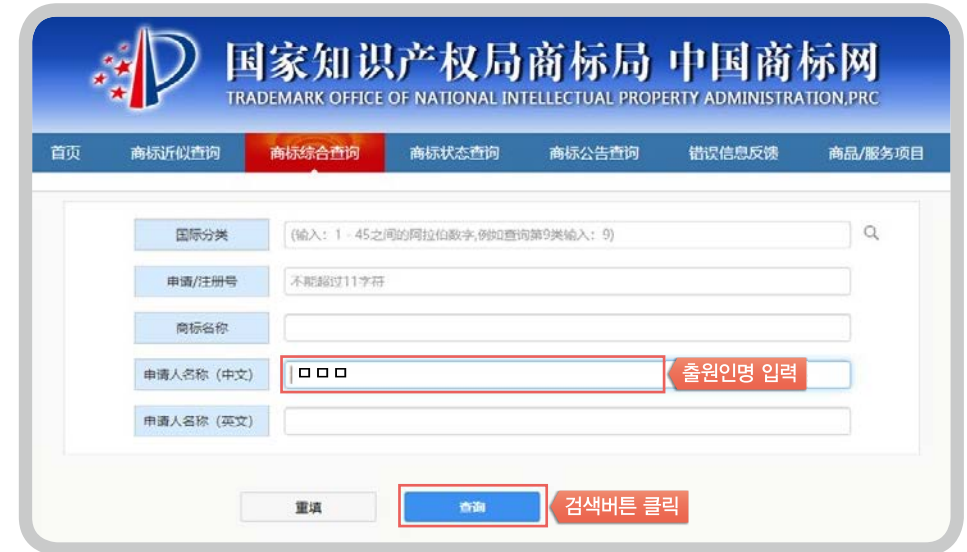 国家知识产权局商标局 中国商标网
TRADEMARK OFFICE OF NATIONAL INTELLECTUAL PROPERTY ADMINISTRATION,PRC
首页 商标近似查询 商标综合查询 商标状态查询 商标公告查询 错误信息反馈 商品/服务项目
国际分类 (输入：1 - 45之间的阿拉伯数字,例如查询第9类输入：9)
申请/注册号 不能超过11字符
商标名称
申请人名称（中文） ㅁㅁㅁ 출원인명 입력
申请人名称（英文）
重填 查询 검색버튼 클릭